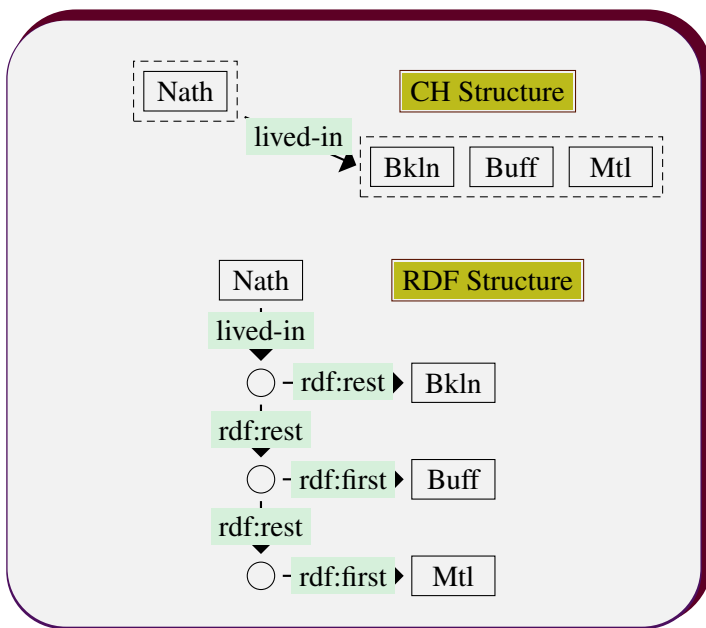 Nath
CH Structure
lived-in
Bkln Buff Mtl
Nath
RDF Structure
lived-in
rdf:rest Bkln
rdf:rest
rdf:first Buff
rdf:rest
rdf:first Mtl